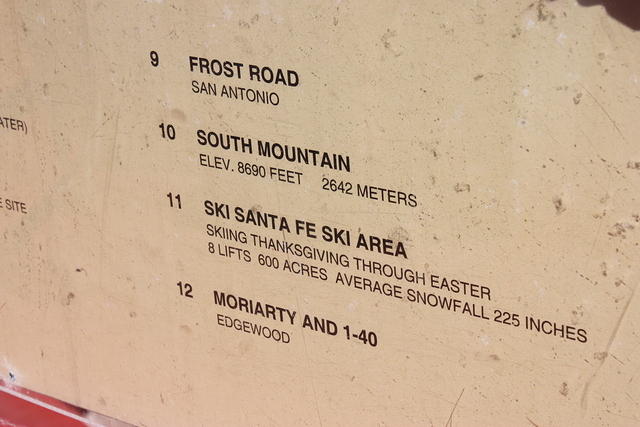 ATER)
E SITE
9 FROST ROAD
SAN ANTONIO
10 SOUTH MOUNTAIN
ELEV. 8690 FEET 2642 METERS
11 SKI SANTA FE SKI AREA
SKIING THANKSGIVING THROUGH EASTER
8 LIFTS 600 ACRES AVERAGE SNOWFALL 225 INCHES
12 MORIARTY AND 1-40
EDGEWOOD